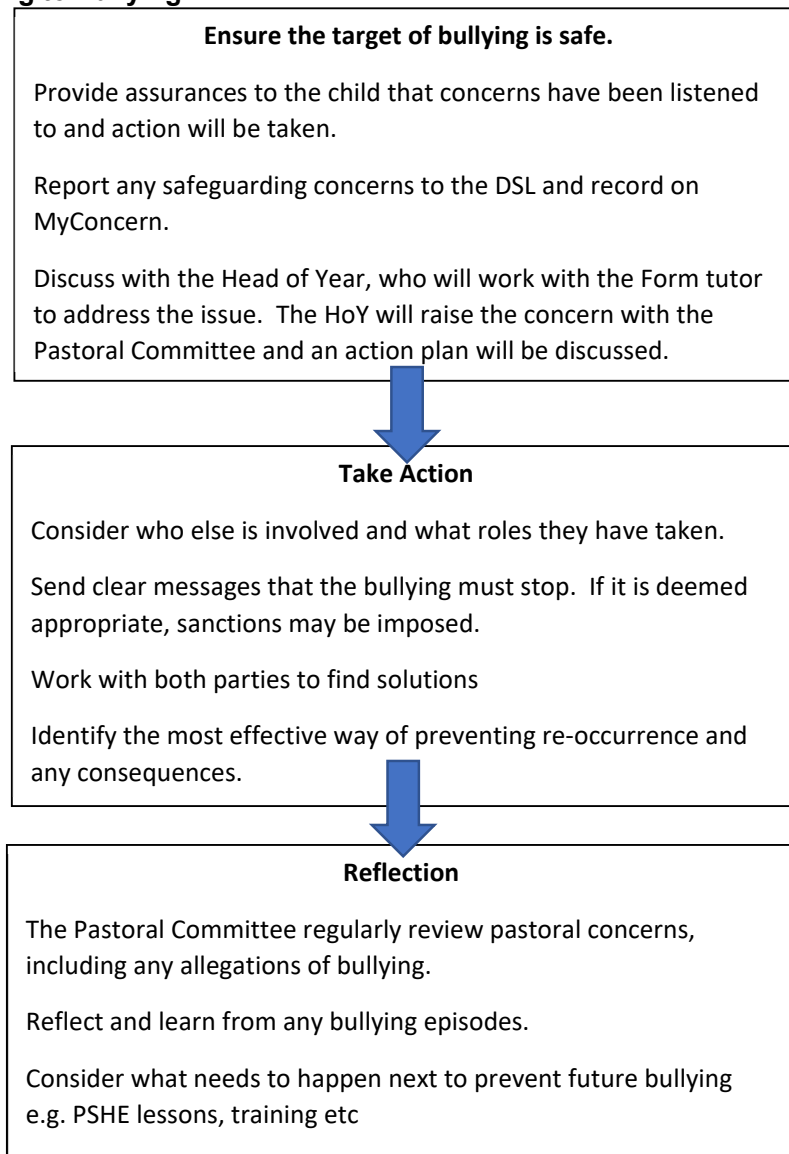 Ensure the target of bullying is safe.
Provide assurances to the child that concerns have been listened
to and action will be taken.
Report any safeguarding concerns to the DSL and record on
MyConcern.
Discuss with the Head of Year, who will work with the Form tutor
to address the issue.  The HoY will raise the concern with the
Pastoral Committee and an action plan will be discussed.
Take Action
Consider who else is involved and what roles they have taken.
Send clear messages that the bullying must stop.  If it is deemed
appropriate, sanctions may be imposed.
Work with both parties to find solutions
Identify the most effective way of preventing re-occurrence and
any consequences.
Reflection
The Pastoral Committee regularly review pastoral concerns,
including any allegations of bullying.
Reflect and learn from any bullying episodes.
Consider what needs to happen next to prevent future bullying
e.g. PSHE lessons, training etc